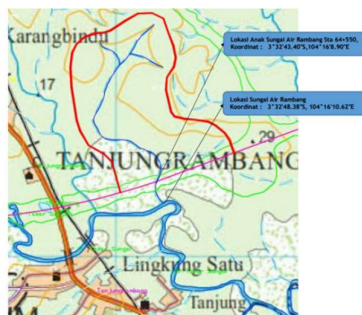 Karangbindu
Lokasi Anak Sungai Air Rambang Sta 64+550,
Koordinat : 3°32'43.40"S,104°16'8.90"E
17
Lokasi Sungai Air Rambang
Koordinat : 3°32'48.38"S, 104°16'10.62"E
29
TANJUNGRAMBANG
Lingkung Satu
Tanjungrambang
Tanjung